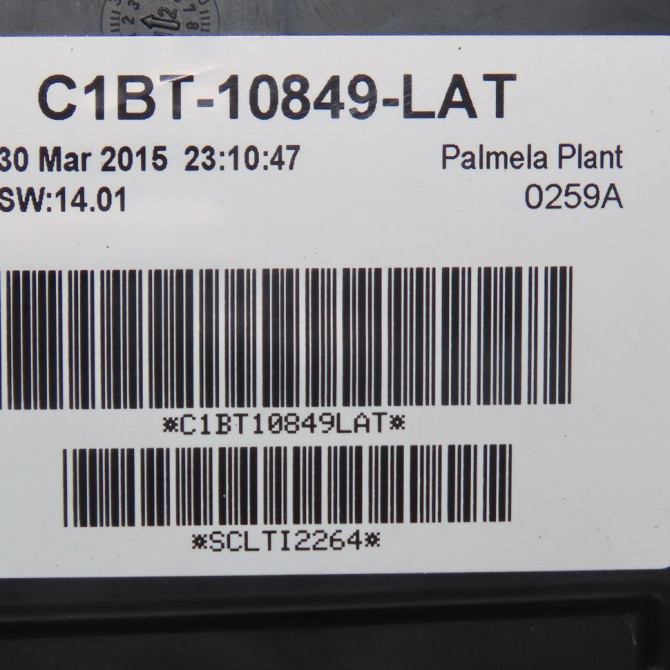 C1BT-10849-LAT
30 Mar 2015 23:10:47 Palmela Plant
SW:14.01 0259A
*C1BT10849LAT*
*SCLTI2264*